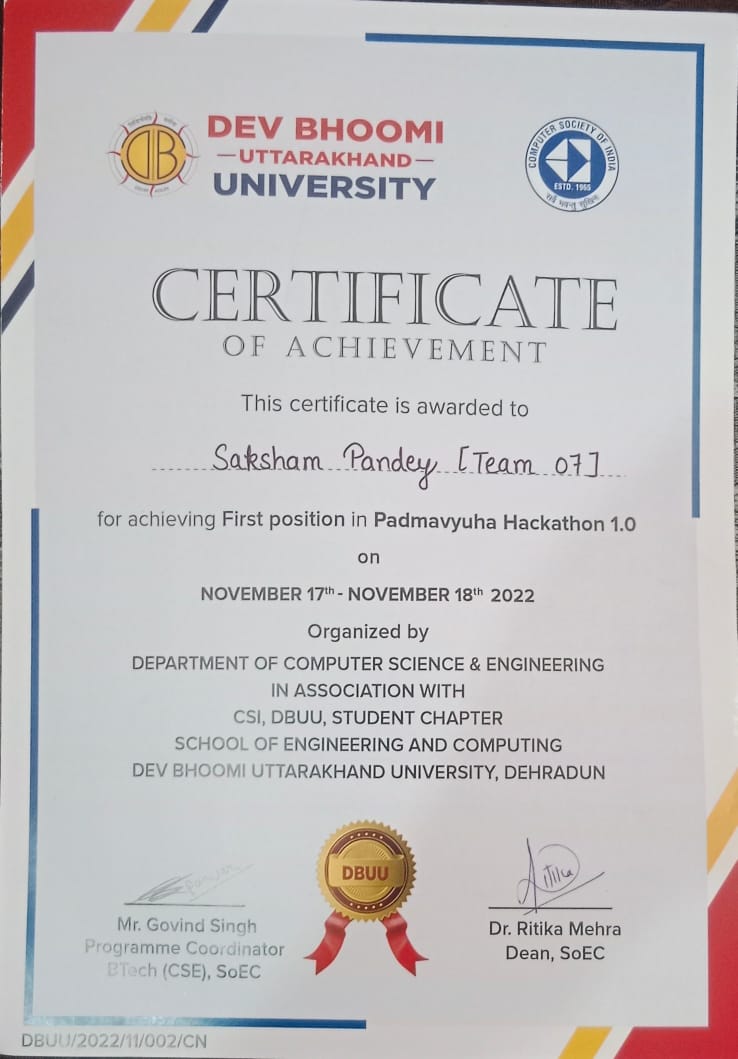 DEV BHOOMI
UTTARAKHAND
UNIVERSITY
COMPUTER SOCIETY OF INDIA
ESTD. 1965
CERTIFICATE
OF ACHIEVEMENT
This certificate is awarded to
Saksham Pandey [Team 07]
for achieving First position in Padmavyuha Hackathon 1.0
on
NOVEMBER 17th - NOVEMBER 18th 2022
Organized by
DEPARTMENT OF COMPUTER SCIENCE & ENGINEERING
IN ASSOCIATION WITH
CSI, DBUU, STUDENT CHAPTER
SCHOOL OF ENGINEERING AND COMPUTING
DEV BHOOMI UTTARAKHAND UNIVERSITY, DEHRADUN
DBUU
Ritika
Mr. Govind Singh
Programme Coordinator
BTech (CSE), SoEC
Dr. Ritika Mehra
Dean, SoEC
DBUU/2022/11/002/CN